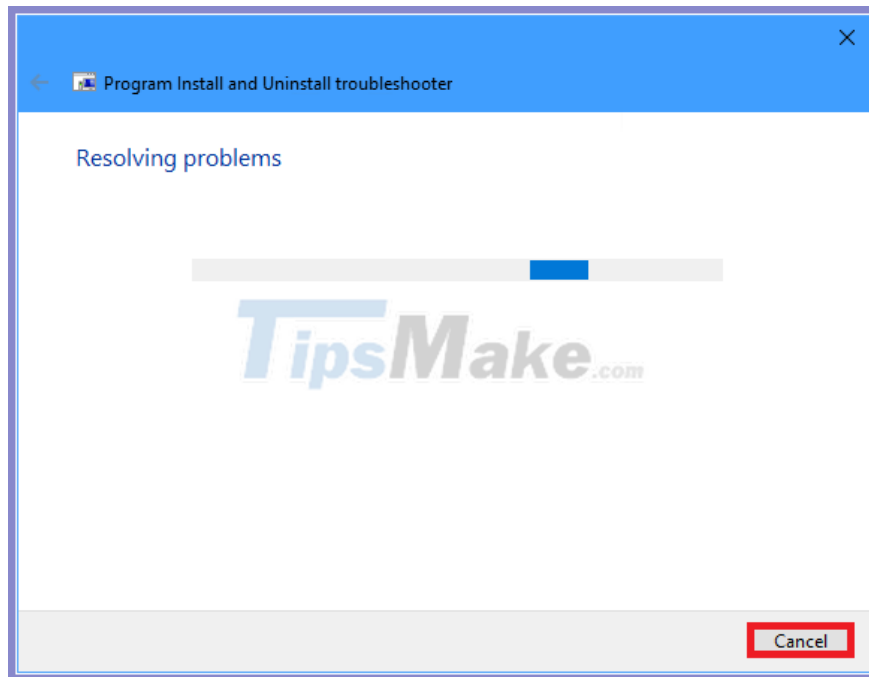 Program Install and Uninstall troubleshooter
Resolving problems
TipsMake.com
Cancel